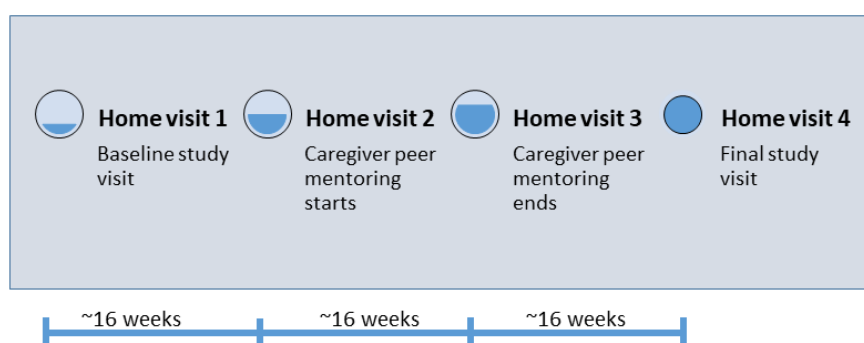 Home visit 1
Baseline study
visit
Home visit 2
Caregiver peer
mentoring
starts
Home visit 3
Caregiver peer
mentoring
ends
Home visit 4
Final study
visit
~16 weeks
~16 weeks
~16 weeks